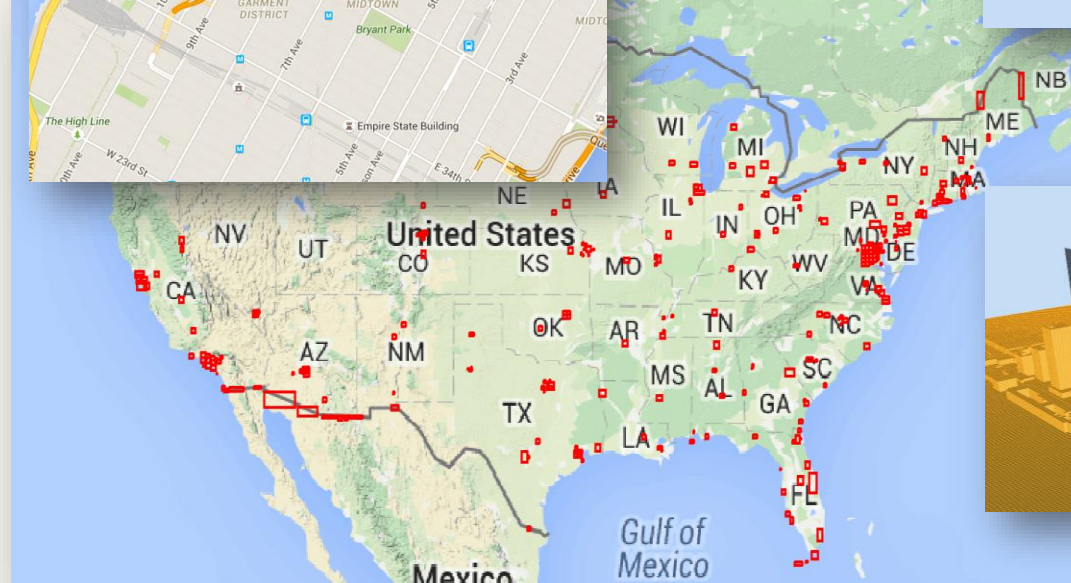 GARMENT
DISTRICT
MIDTOWN
Bryant Park
9th Ave
7th Ave
3rd Ave
The High Line
Empire State Building
W 23rd St
5th Ave
E 34th
WI
MI
NB
ME
NH
NY
MA
NE
IA
IL
IN
OH
PA
MD
DE
NV
UT
United States
CO
KS
MO
KY
WV
VA
CA
OK
AR
TN
NC
AZ
NM
MS
AL
SC
GA
TX
LA
FL
Gulf of
Mexico
Mexico